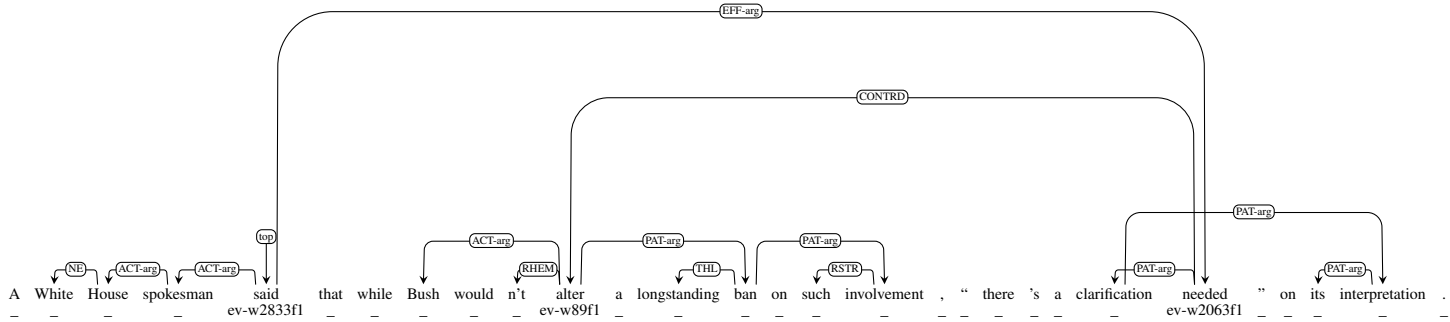 EFF-arg
CONTRD
PAT-arg
top
ACT-arg PAT-arg PAT-arg
NE ACT-arg ACT-arg RHEM THL RSTR PAT-arg PAT-arg
A White House spokesman said that while Bush would n't alter a longstanding ban on such involvement , “ there 's a clarification needed ” on its interpretation .
_ _ _ _ ev-w2833f1 _ _ _ _ _ ev-w89f1 _ _ _ _ _ _ _ _ _ _ _ _ ev-w2063f1 _ _ _ _ _